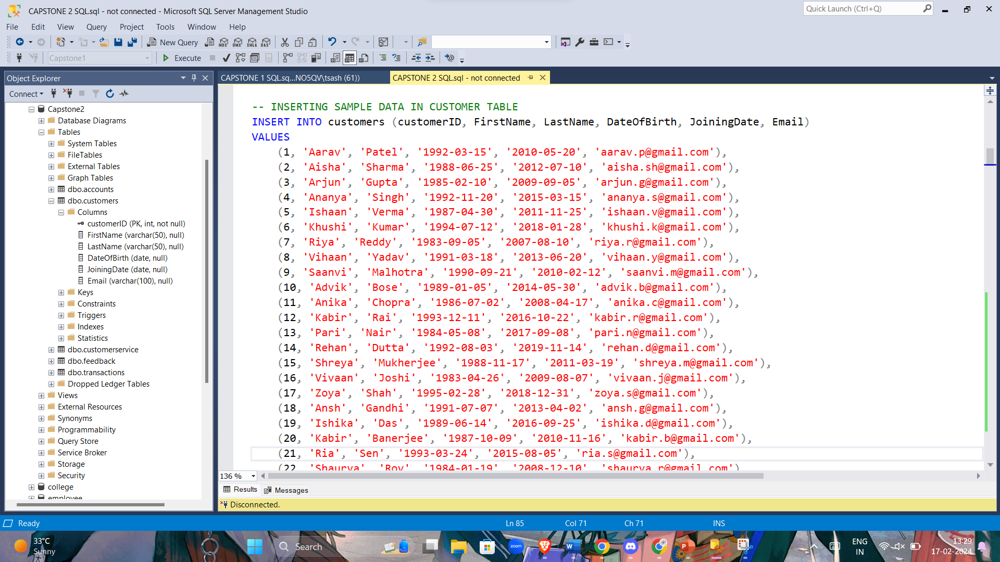 CAPSTONE 2 SQL.sql - not connected - Microsoft SQL Server Management Studio
Quick Launch (Ctrl+Q)
File Edit View Query Project Tools Window Help
New Query
MDX DMX XMLA DAX
Capstone1
Execute
Object Explorer
CAPSTONE 1 SQL.sq...NO5QV\tsash (61))
CAPSTONE 2 SQL.sql - not connected
Connect
Capstone2
Database Diagrams
Tables
System Tables
FileTables
External Tables
Graph Tables
dbo.accounts
dbo.customers
Columns
customerID (PK, int, not null)
FirstName (varchar(50), null)
LastName (varchar(50), null)
DateOfBirth (date, null)
JoiningDate (date, null)
Email (varchar(100), null)
Keys
Constraints
Triggers
Indexes
Statistics
dbo.customerservice
dbo.feedback
dbo.transactions
Dropped Ledger Tables
Views
External Resources
Synonyms
Programmability
Query Store
Service Broker
Storage
Security
college
employee
-- INSERTING SAMPLE DATA IN CUSTOMER TABLE
INSERT INTO customers (customerID, FirstName, LastName, DateOfBirth, JoiningDate, Email)
VALUES
(1, 'Aarav', 'Patel', '1992-03-15', '2010-05-20', 'aarav.p@gmail.com'),
(2, 'Aisha', 'Sharma', '1988-06-25', '2012-07-10', 'aisha.sh@gmail.com'),
(3, 'Arjun', 'Gupta', '1985-02-10', '2009-09-05', 'arjun.g@gmail.com'),
(4, 'Ananya', 'Singh', '1992-11-20', '2015-03-15', 'ananya.s@gmail.com'),
(5, 'Ishaan', 'Verma', '1987-04-30', '2011-11-25', 'ishaan.v@gmail.com'),
(6, 'Khushi', 'Kumar', '1994-07-12', '2018-01-28', 'khushi.k@gmail.com'),
(7, 'Riya', 'Reddy', '1983-09-05', '2007-08-10', 'riya.r@gmail.com'),
(8, 'Vihaan', 'Yadav', '1991-03-18', '2013-06-20', 'vihaan.y@gmail.com'),
(9, 'Saanvi', 'Malhotra', '1990-09-21', '2010-02-12', 'saanvi.m@gmail.com'),
(10, 'Advik', 'Bose', '1989-01-05', '2014-05-30', 'advik.b@gmail.com'),
(11, 'Anika', 'Chopra', '1986-07-02', '2008-04-17', 'anika.c@gmail.com'),
(12, 'Kabir', 'Rai', '1993-12-11', '2016-10-22', 'kabir.r@gmail.com'),
(13, 'Pari', 'Nair', '1984-05-08', '2017-09-08', 'pari.n@gmail.com'),
(14, 'Rehan', 'Dutta', '1992-08-03', '2019-11-14', 'rehan.d@gmail.com'),
(15, 'Shreya', 'Mukherjee', '1988-11-17', '2011-03-19', 'shreya.m@gmail.com'),
(16, 'Vivaan', 'Joshi', '1983-04-26', '2009-08-07', 'vivaan.j@gmail.com'),
(17, 'Zoya', 'Shah', '1995-02-28', '2018-12-31', 'zoya.s@gmail.com'),
(18, 'Ansh', 'Gandhi', '1991-07-07', '2013-04-02', 'ansh.g@gmail.com'),
(19, 'Ishika', 'Das', '1989-06-14', '2016-09-25', 'ishika.d@gmail.com'),
(20, 'Kabir', 'Banerjee', '1987-10-09', '2010-11-16', 'kabir.b@gmail.com'),
(21, 'Ria', 'Sen', '1993-03-24', '2015-08-05', 'ria.s@gmail.com'),
(22, 'Shaurya', 'Roy', '1984-01-19', '2008-12-10', 'shaurya.r@gmail.com')
136 %
Results Messages
Disconnected.
Ready
Ln 85 Col 71 Ch 71 INS
33°C
Sunny
Search
zoom
ENG
IN
13:29
17-02-2024